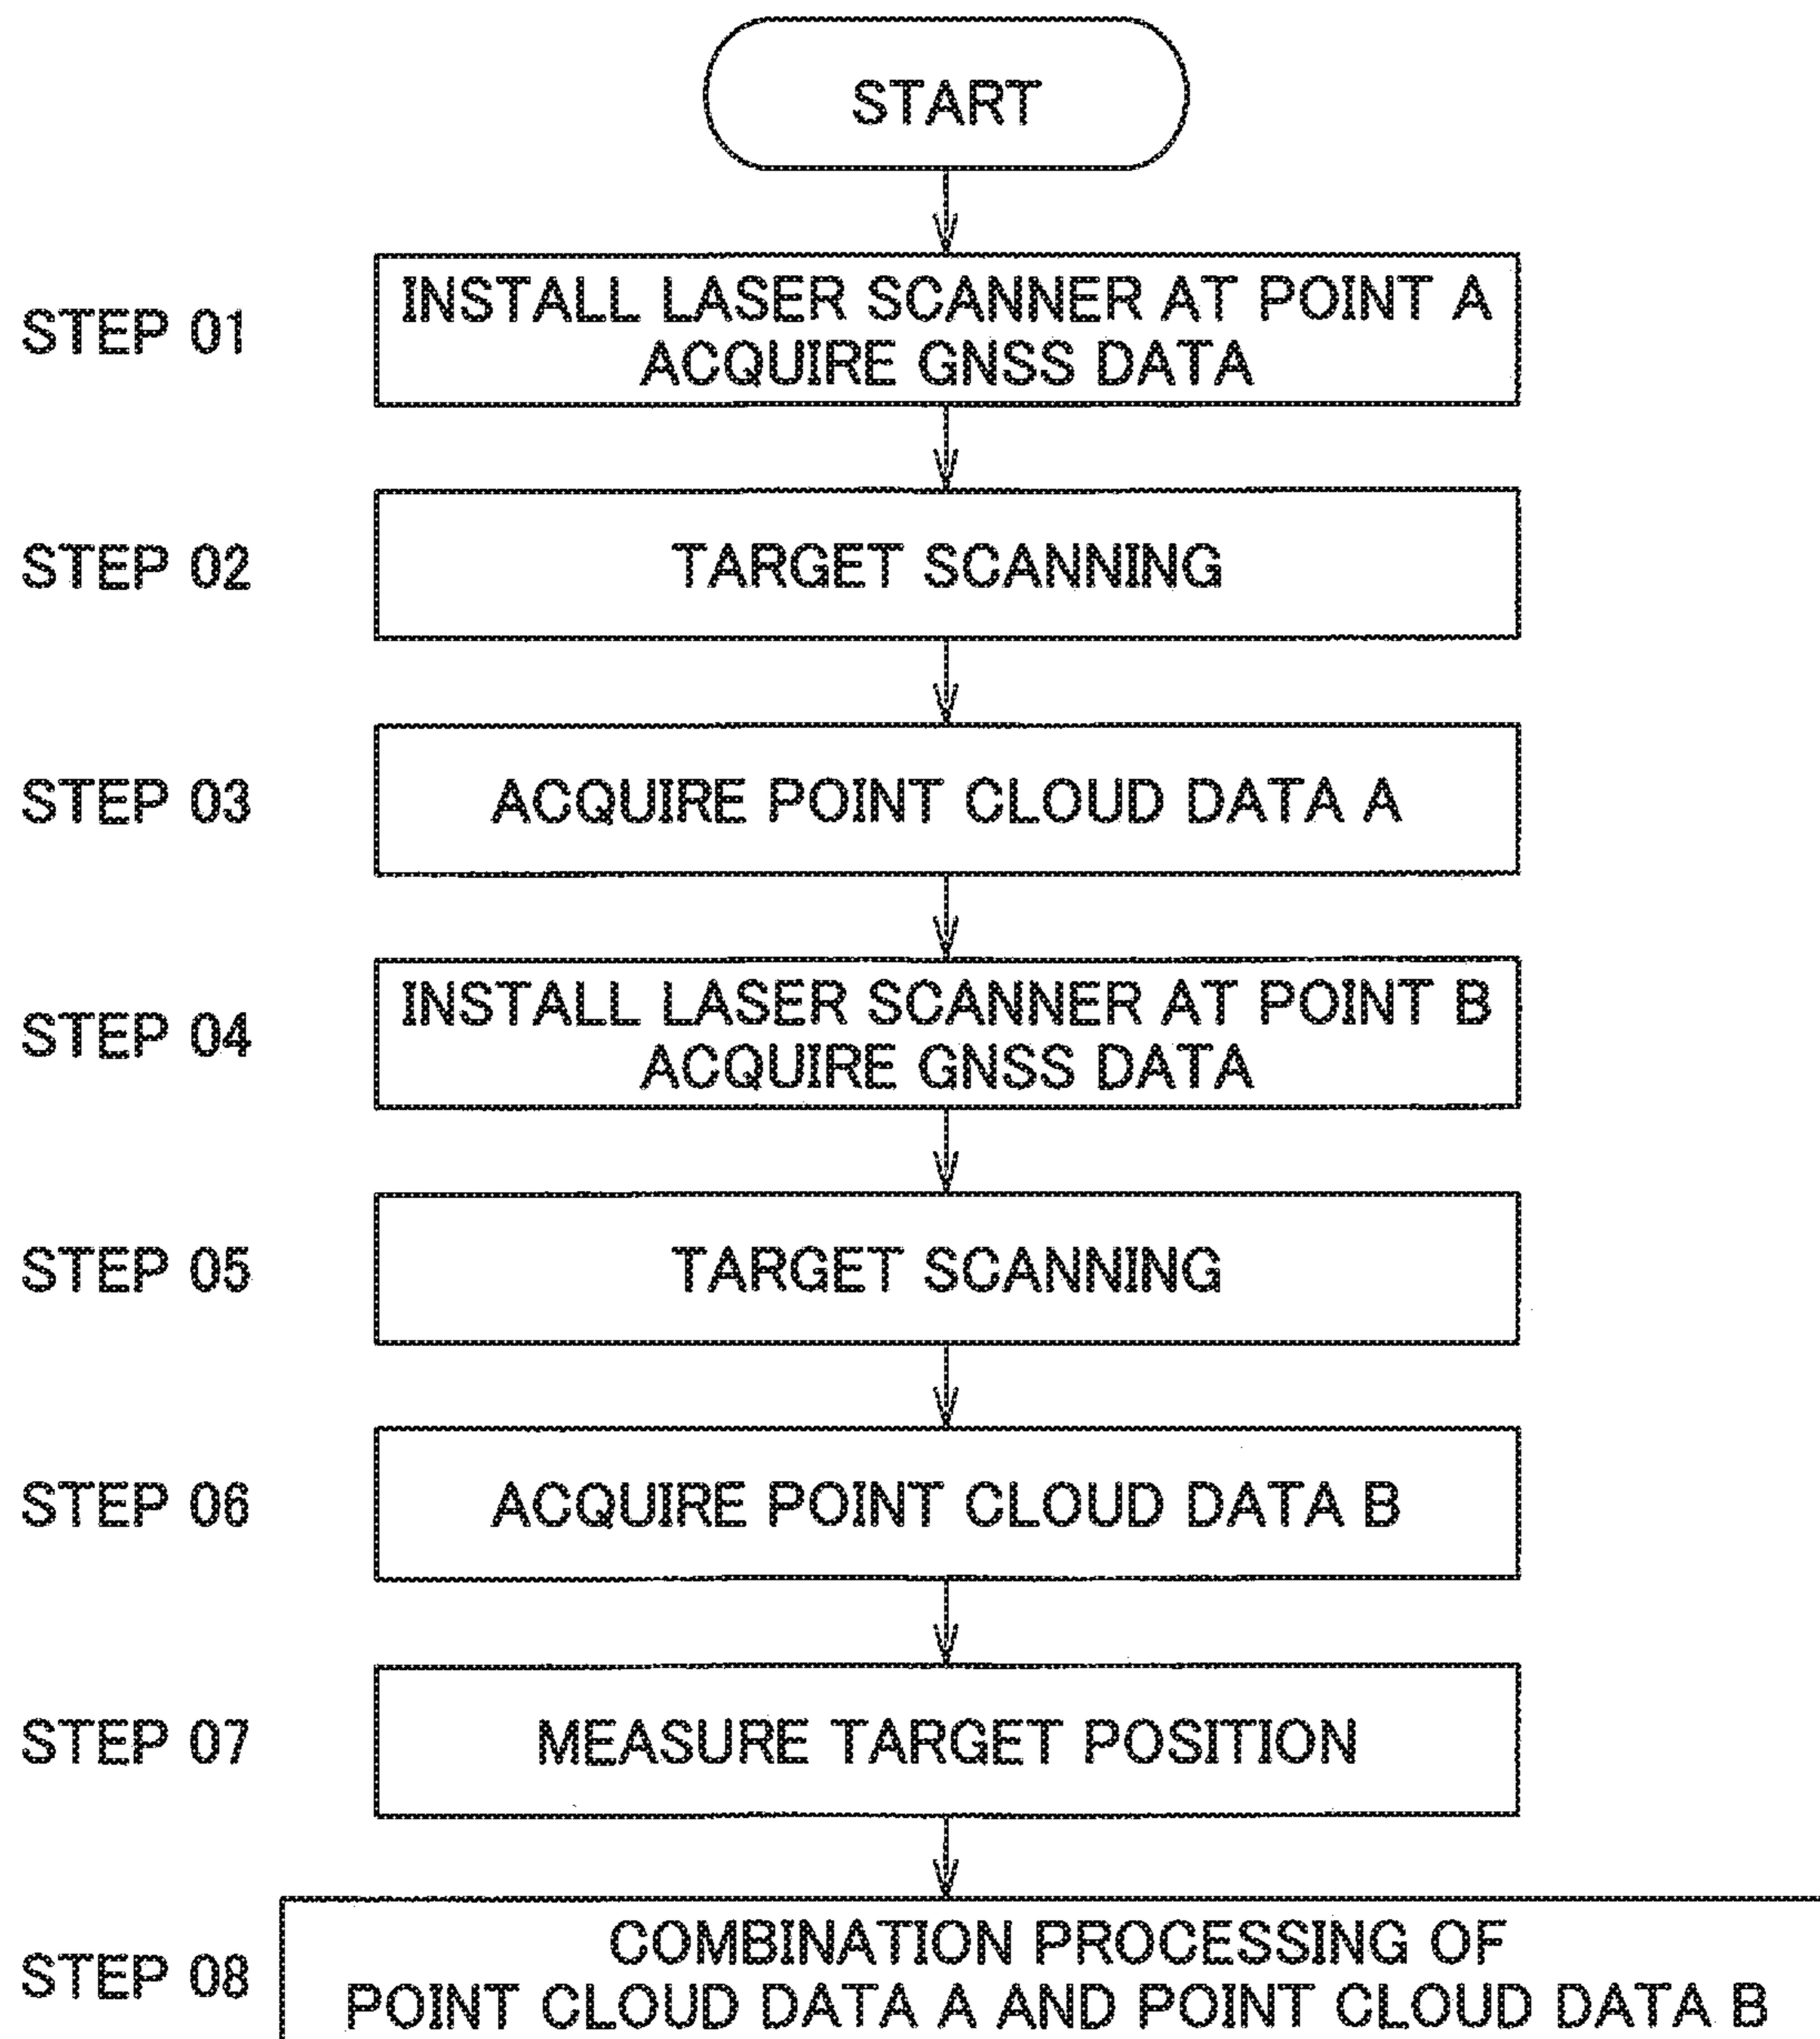 START
STEP 01
INSTALL LASER SCANNER AT POINT A
ACQUIRE GNSS DATA
STEP 02
TARGET SCANNING
STEP 03
ACQUIRE POINT CLOUD DATA A
STEP 04
INSTALL LASER SCANNER AT POINT B
ACQUIRE GNSS DATA
STEP 05
TARGET SCANNING
STEP 06
ACQUIRE POINT CLOUD DATA B
STEP 07
MEASURE TARGET POSITION
STEP 08
COMBINATION PROCESSING OF
POINT CLOUD DATA A AND POINT CLOUD DATA B